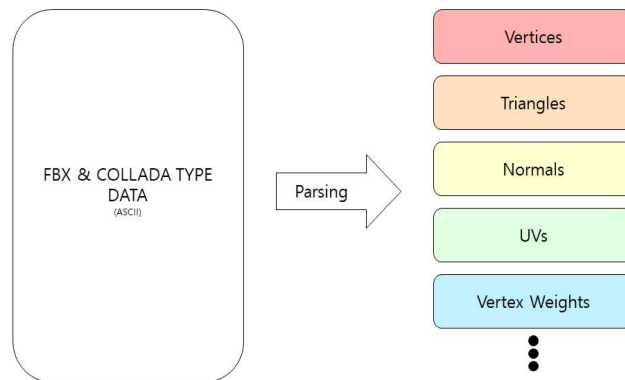 FBX & COLLADA TYPE
DATA
(ASCII)
Parsing
Vertices
Triangles
Normals
UVs
Vertex Weights